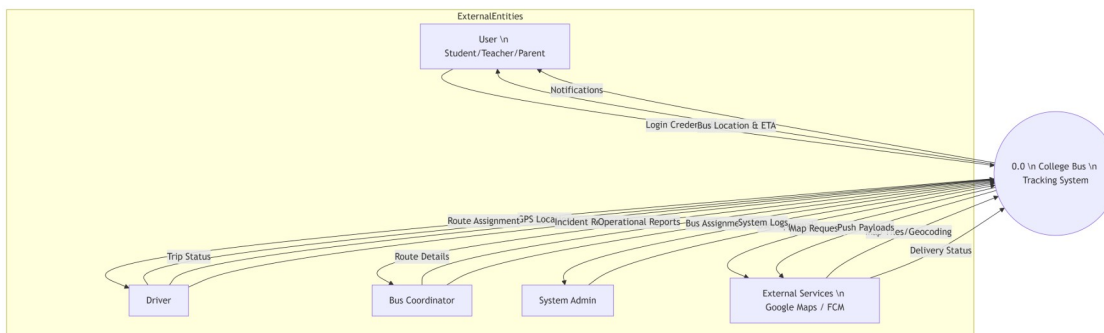 ExternalEntities
User \n
Student/Teacher/Parent
Notifications
Login Creder
Bus Location & ETA
0.0 \n College Bus \n
Tracking System
Route Assignment
GPS Loca
Incident R
Operational Reports
Bus Assignme
System Logs
Map Reques
Push Payloads
es/Geocoding
Trip Status
Route Details
Delivery Status
Driver
Bus Coordinator
System Admin
External Services \n
Google Maps / FCM